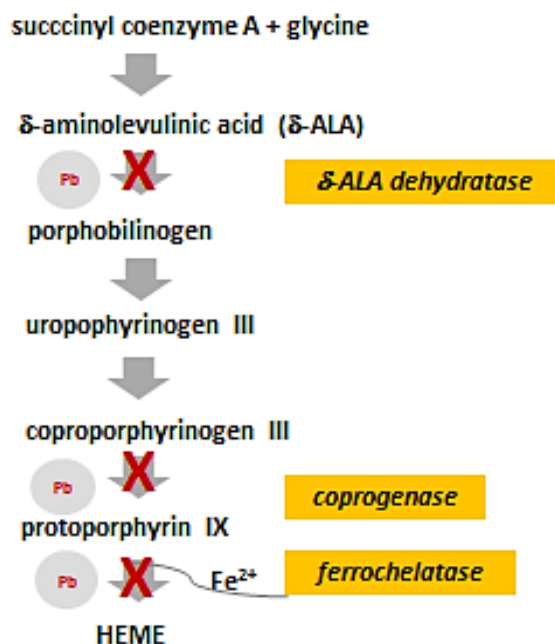 succcinyl coenzyme A + glycine
δ-aminolevulinic acid (δ-ALA)
Pb
X
δ-ALA dehydratase
porphobilinogen
uropophyrinogen III
coproporphyrinogen III
Pb
X
coprogenase
protoporphyrin IX
Pb
X
Fe²⁺
ferrochelatase
HEME